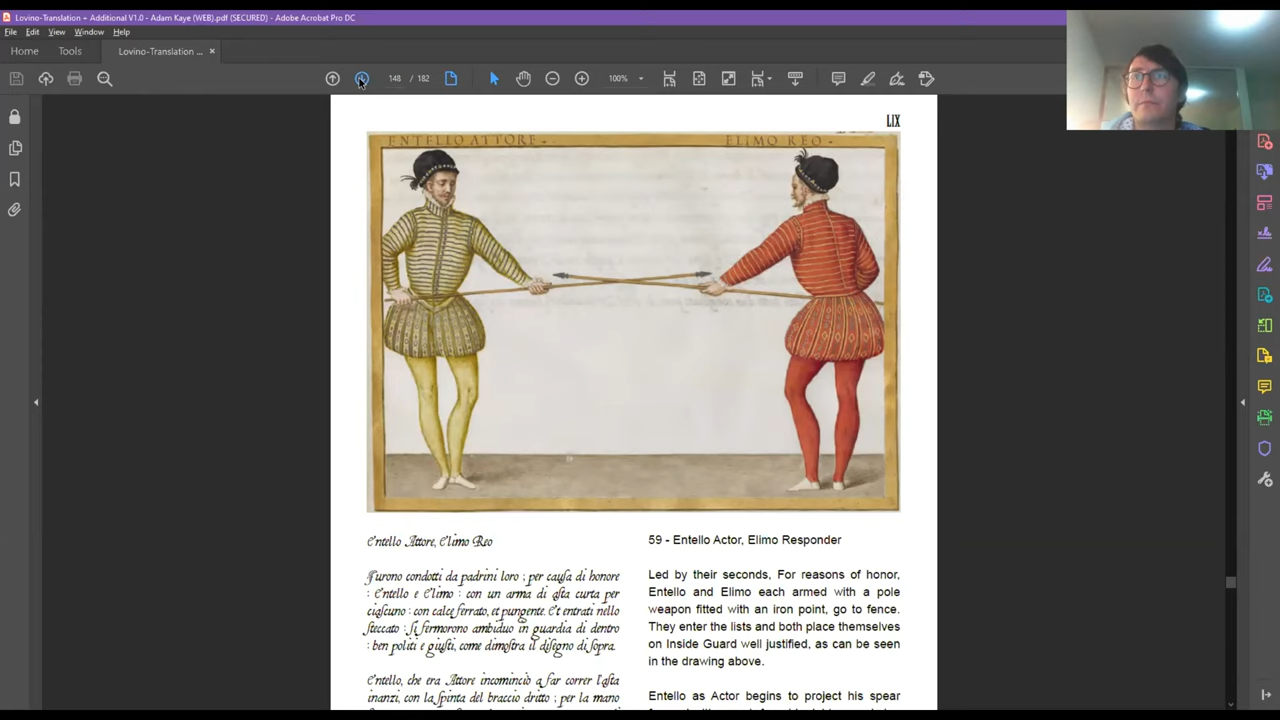 Lovino-Translation + Additional V1.0 - Adam Kaye (WEB).pdf (SECURED) - Adobe Acrobat Pro DC
File Edit View Window Help
Home Tools Lovino-Translation ... ×
148 / 182 100%
LIX
ENTELLO ATTORE ELIMO REO
Entello Attore, Elimo Reo
Furono condotti da padrini loro ; per causa di honore
: Entello e Elimo : con un arma di asta curta per
ciascuno : con calce ferrato, et pungente. Et entrati nello
steccato : si fermorono ambiduo in guardia di dentro
: ben politi e giusti, come dimostra il disegno di sopra.
Entello, che era Attore incominciò a far correr l'asta
inanzi, con la spinta del braccio dritto ; per la mano
59 - Entello Actor, Elimo Responder
Led by their seconds, For reasons of honor,
Entello and Elimo each armed with a pole
weapon fitted with an iron point, go to fence.
They enter the lists and both place themselves
on Inside Guard well justified, as can be seen
in the drawing above.
Entello as Actor begins to project his spear